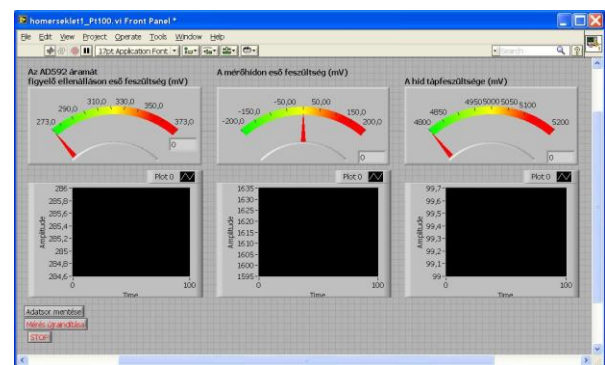 homerseklet1_Pt100.vi Front Panel *
File Edit View Project Operate Tools Window Help
17pt Application Font Search
Az AD592 áramát
figyelő ellenálláson eső feszültség (mV)
273,0 290,0 310,0 330,0 350,0 373,0
0
A mérőhídon eső feszültség (mV)
-200,0 -150,0 -50,00 50,00 150,0 200,0
0
A híd tápfeszültsége (mV)
4800 4850 4950 5000 5050 5100 5200
0
Plot 0
Amplitude
286
285,8
285,6
285,4
285,2
285
284,8
284,6
0 100
Time
Plot 0
Amplitude
1635
1630
1625
1620
1615
1610
1605
1600
1595
0 100
Time
Plot 0
Amplitude
99,7
99,6
99,5
99,4
99,3
99,2
99,1
99
0 100
Time
Adatsor mentése
Mérés újraindítása
STOP